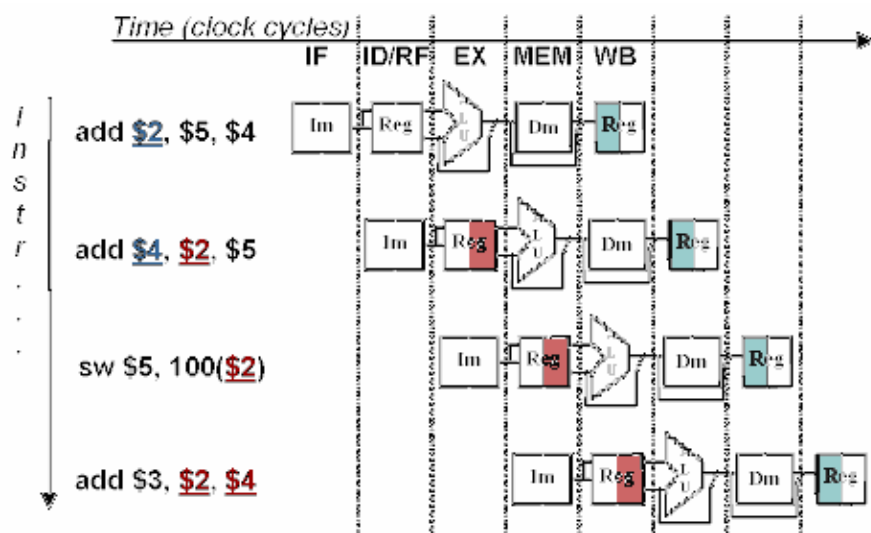 Time (clock cycles)
IF ID/RF EX MEM WB
i
n
s
t
r
.
.
.
add $2, $5, $4
Im Reg A L U Dm Reg
add $4, $2, $5
Im Reg A L U Dm Reg
sw $5, 100($2)
Im Reg A L U Dm Reg
add $3, $2, $4
Im Reg A L U Dm Reg